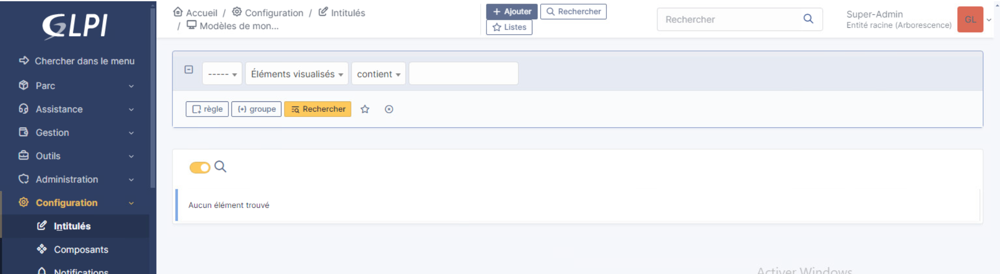 GLPI
Chercher dans le menu
Parc
Assistance
Gestion
Outils
Administration
Configuration
Intitulés
Composants
Notifications
Accueil / Configuration / Intitulés
/ Modèles de mon...
+ Ajouter
Rechercher
Listes
Rechercher
Super-Admin
Entité racine (Arborescence)
GL
-----
Éléments visualisés
contient
règle
(+) groupe
Rechercher
Aucun élément trouvé
Activer Windows